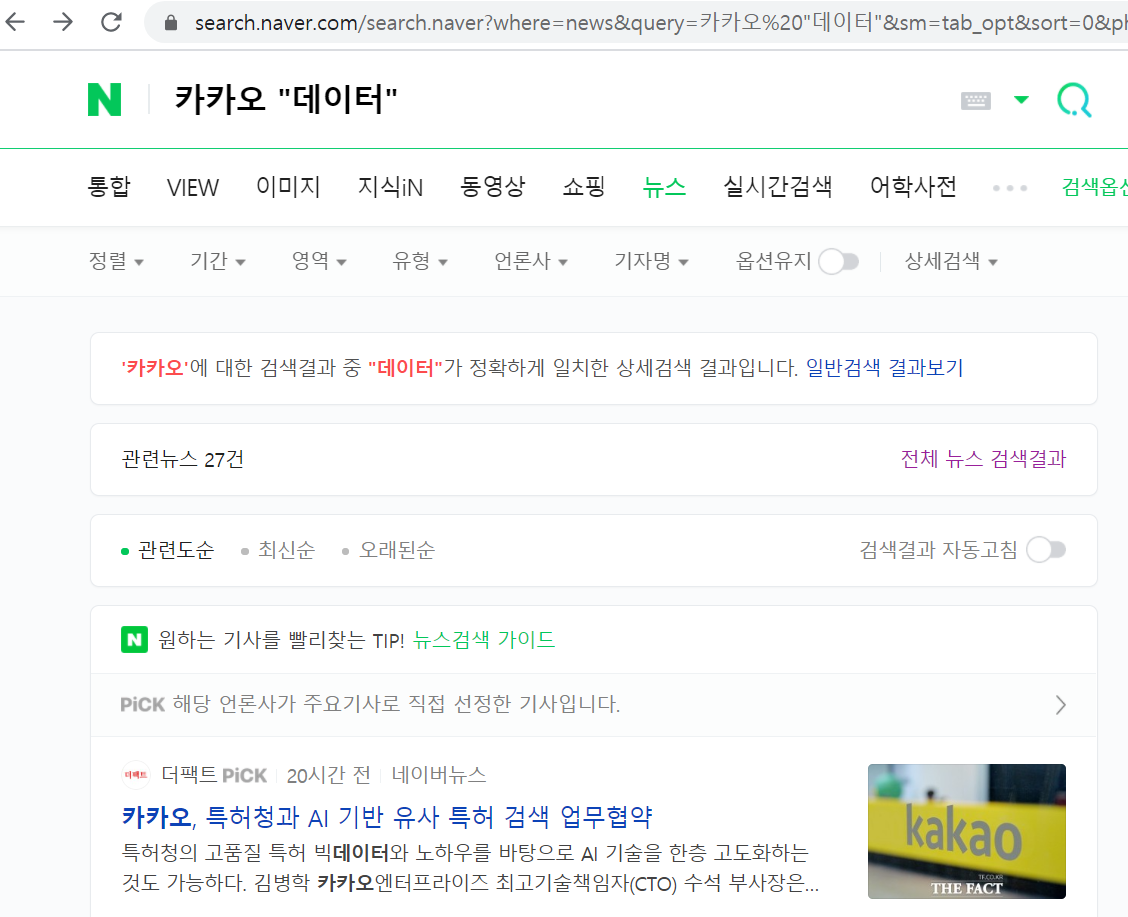 search.naver.com/search.naver?where=news&query=카카오%20"데이터"&sm=tab_opt&sort=0&ph
N 카카오 "데이터"
통합 VIEW 이미지 지식iN 동영상 쇼핑 뉴스 실시간검색 어학사전 검색옵션
정렬 기간 영역 유형 언론사 기자명 옵션유지 상세검색
'카카오'에 대한 검색결과 중 "데이터"가 정확하게 일치한 상세검색 결과입니다. 일반검색 결과보기
관련뉴스 27건 전체 뉴스 검색결과
관련도순 최신순 오래된순 검색결과 자동고침
N 원하는 기사를 빨리찾는 TIP! 뉴스검색 가이드
PiCK 해당 언론사가 주요기사로 직접 선정한 기사입니다.
더팩트 더팩트 PiCK 20시간 전 네이버뉴스
카카오, 특허청과 AI 기반 유사 특허 검색 업무협약
특허청의 고품질 특허 빅데이터와 노하우를 바탕으로 AI 기술을 한층 고도화하는
것도 가능하다. 김병학 카카오엔터프라이즈 최고기술책임자(CTO) 수석 부사장은...
kakao
TF.CO.KR
THE FACT